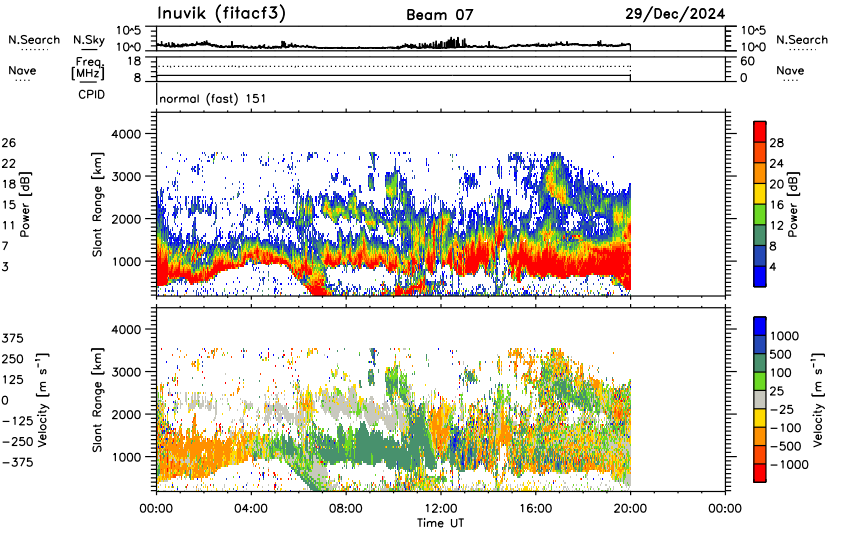 Inuvik (fitacf3) Beam 07 29/Dec/2024
N.Search N.Sky 10^5 10^0 10^5 10^0 N.Search
Nave Freq. [MHz] 18 8 60 0 Nave
CPID normal (fast) 151
26 22 18 15 11 7 3
Power [dB]
Slant Range [km]
4000 3000 2000 1000
28 24 20 16 12 8 4
Power [dB]
375 250 125 0 -125 -250 -375
Velocity [m s⁻¹]
Slant Range [km]
4000 3000 2000 1000
1000 500 100 25 -25 -100 -500 -1000
Velocity [m s⁻¹]
00:00 04:00 08:00 12:00 16:00 20:00 00:00
Time UT